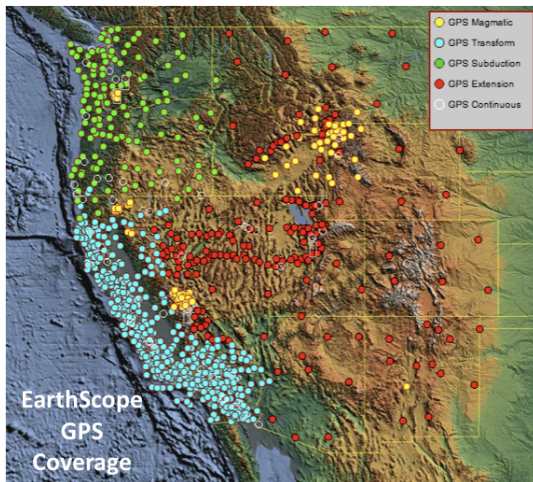 GPS Magmatic
GPS Transform
GPS Subduction
GPS Extension
GPS Continuous
EarthScope
GPS
Coverage